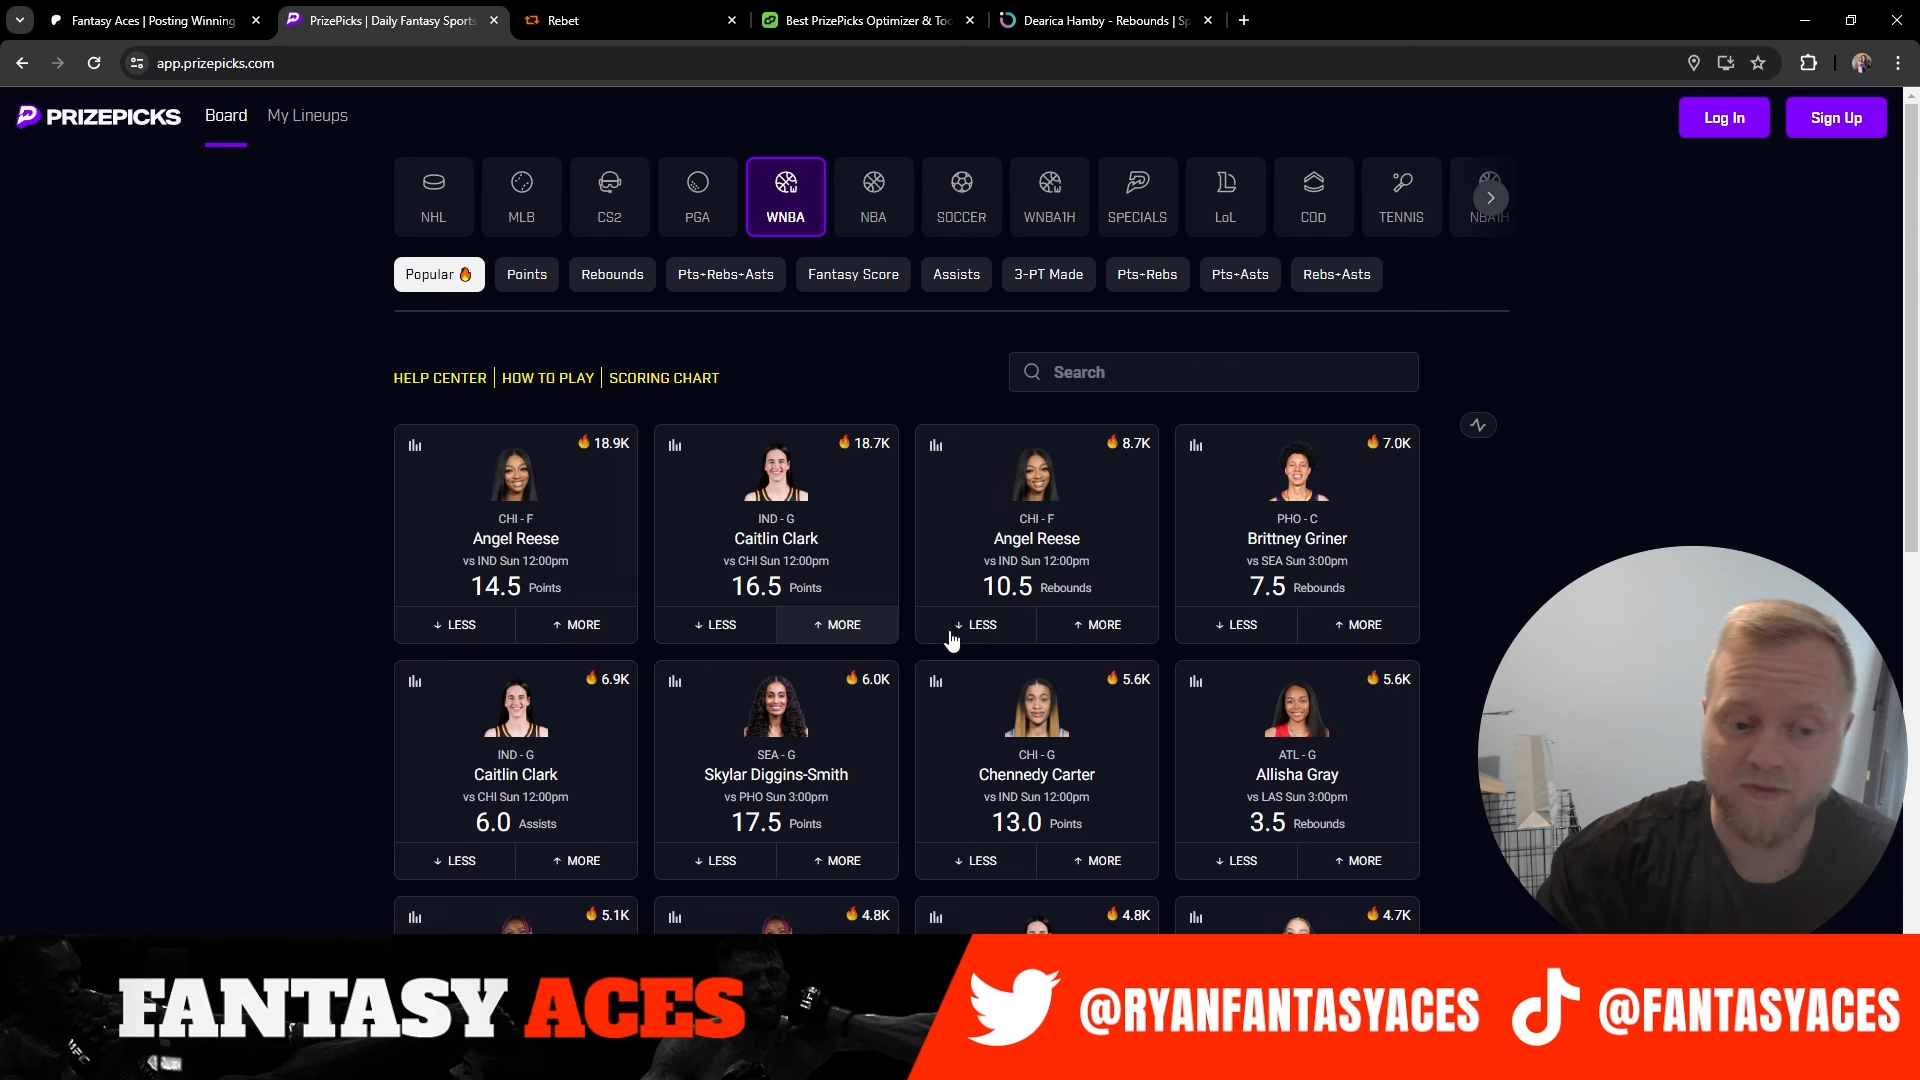 Fantasy Aces | Posting Winning
PrizePicks | Daily Fantasy Sports
Rebet
Best PrizePicks Optimizer & Too
Dearica Hamby - Rebounds | Sp
app.prizepicks.com
PRIZEPICKS
Board
My Lineups
Log In
Sign Up
NHL
MLB
CS2
PGA
WNBA
NBA
SOCCER
WNBA1H
SPECIALS
LoL
COD
TENNIS
NBA1H
Popular
Points
Rebounds
Pts+Rebs+Asts
Fantasy Score
Assists
3-PT Made
Pts+Rebs
Pts+Asts
Rebs+Asts
HELP CENTER | HOW TO PLAY | SCORING CHART
Search
18.9K
CHI - F
Angel Reese
vs IND Sun 12:00pm
14.5 Points
↓ LESS
↑ MORE
18.7K
IND - G
Caitlin Clark
vs CHI Sun 12:00pm
16.5 Points
↓ LESS
↑ MORE
8.7K
CHI - F
Angel Reese
vs IND Sun 12:00pm
10.5 Rebounds
↓ LESS
↑ MORE
7.0K
PHO - C
Brittney Griner
vs SEA Sun 3:00pm
7.5 Rebounds
↓ LESS
↑ MORE
6.9K
IND - G
Caitlin Clark
vs CHI Sun 12:00pm
6.0 Assists
↓ LESS
↑ MORE
6.0K
SEA - G
Skylar Diggins-Smith
vs PHO Sun 3:00pm
17.5 Points
↓ LESS
↑ MORE
5.6K
CHI - G
Chennedy Carter
vs IND Sun 12:00pm
13.0 Points
↓ LESS
↑ MORE
5.6K
ATL - G
Allisha Gray
vs LAS Sun 3:00pm
3.5 Rebounds
↓ LESS
↑ MORE
5.1K
4.8K
4.8K
4.7K
FANTASY ACES
@RYANFANTASYACES
@FANTASYACES